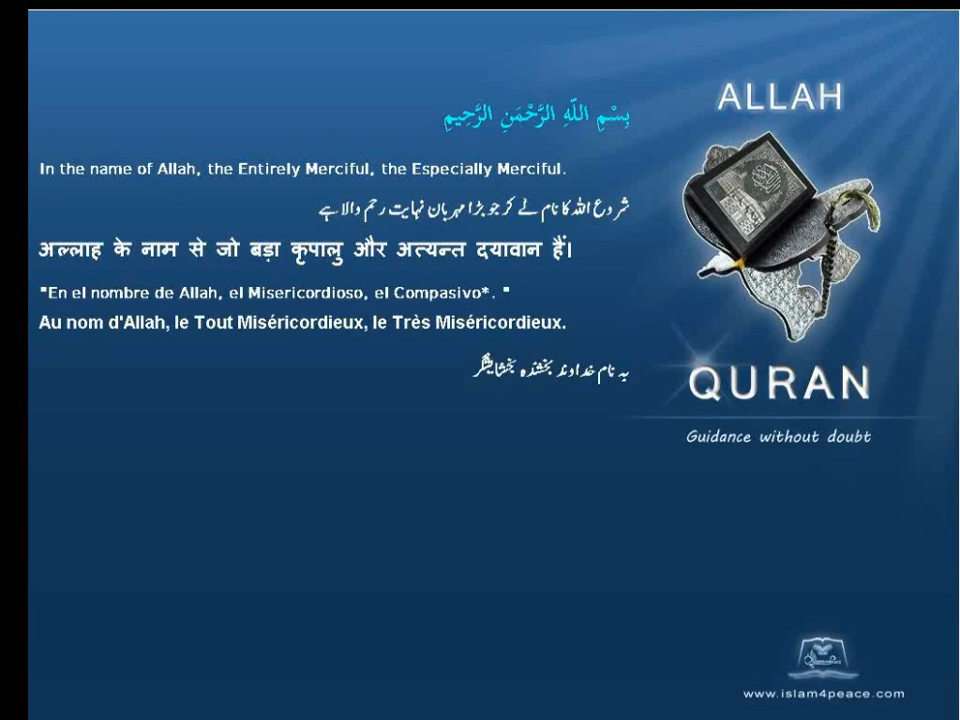 بِسْمِ اللّهِ الرَّحْمَنِ الرَّحِيمِ
In the name of Allah, the Entirely Merciful, the Especially Merciful.
شروع اللہ کا نام لے کر جو بڑا مہربان نہایت رحم والا ہے
अल्लाह के नाम से जो बड़ा कृपालु और अत्यन्त दयावान हैं।
"En el nombre de Allah, el Misericordioso, el Compasivo*. "
Au nom d'Allah, le Tout Miséricordieux, le Très Miséricordieux.
به نام خداوند بخشنده بخشایشگر
ALLAH
QURAN
Guidance without doubt
www.islam4peace.com